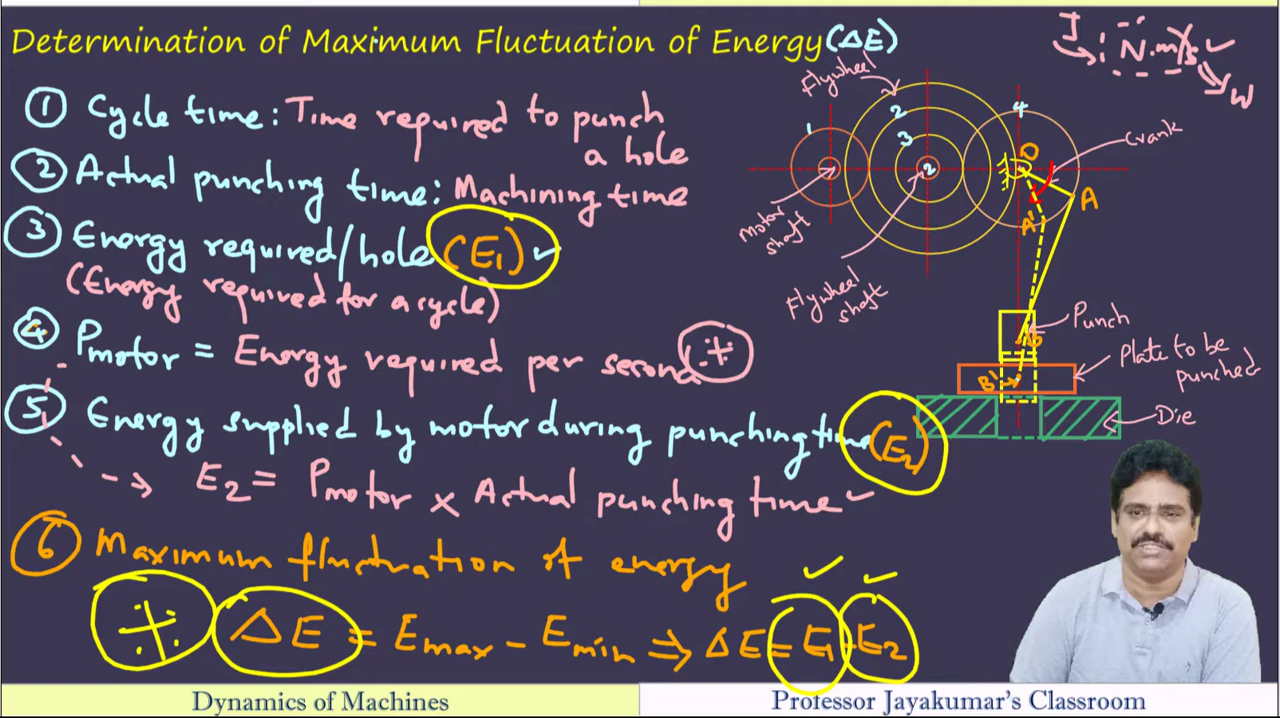 Determination of Maximum Fluctuation of Energy (ΔE)
J
N.m/s
W
① Cycle time: Time required to punch
a hole
② Actual punching time: Machining time
③ Energy required/hole (E₁)
(Energy required for a cycle)
④ Pmotor = Energy required per second
⑤ Energy supplied by motor during punching time (E₂)
E₂ = Pmotor x Actual punching time
⑥ Maximum fluctuation of energy
ΔE = Emax - Emin ⇒ ΔE = E₁ - E₂
Flywheel
1
2
3
2
4
O
Crank
A
A'
motor
shaft
Flywheel
shaft
B
Punch
B'
Plate to be
punched
Die
Dynamics of Machines
Professor Jayakumar's Classroom